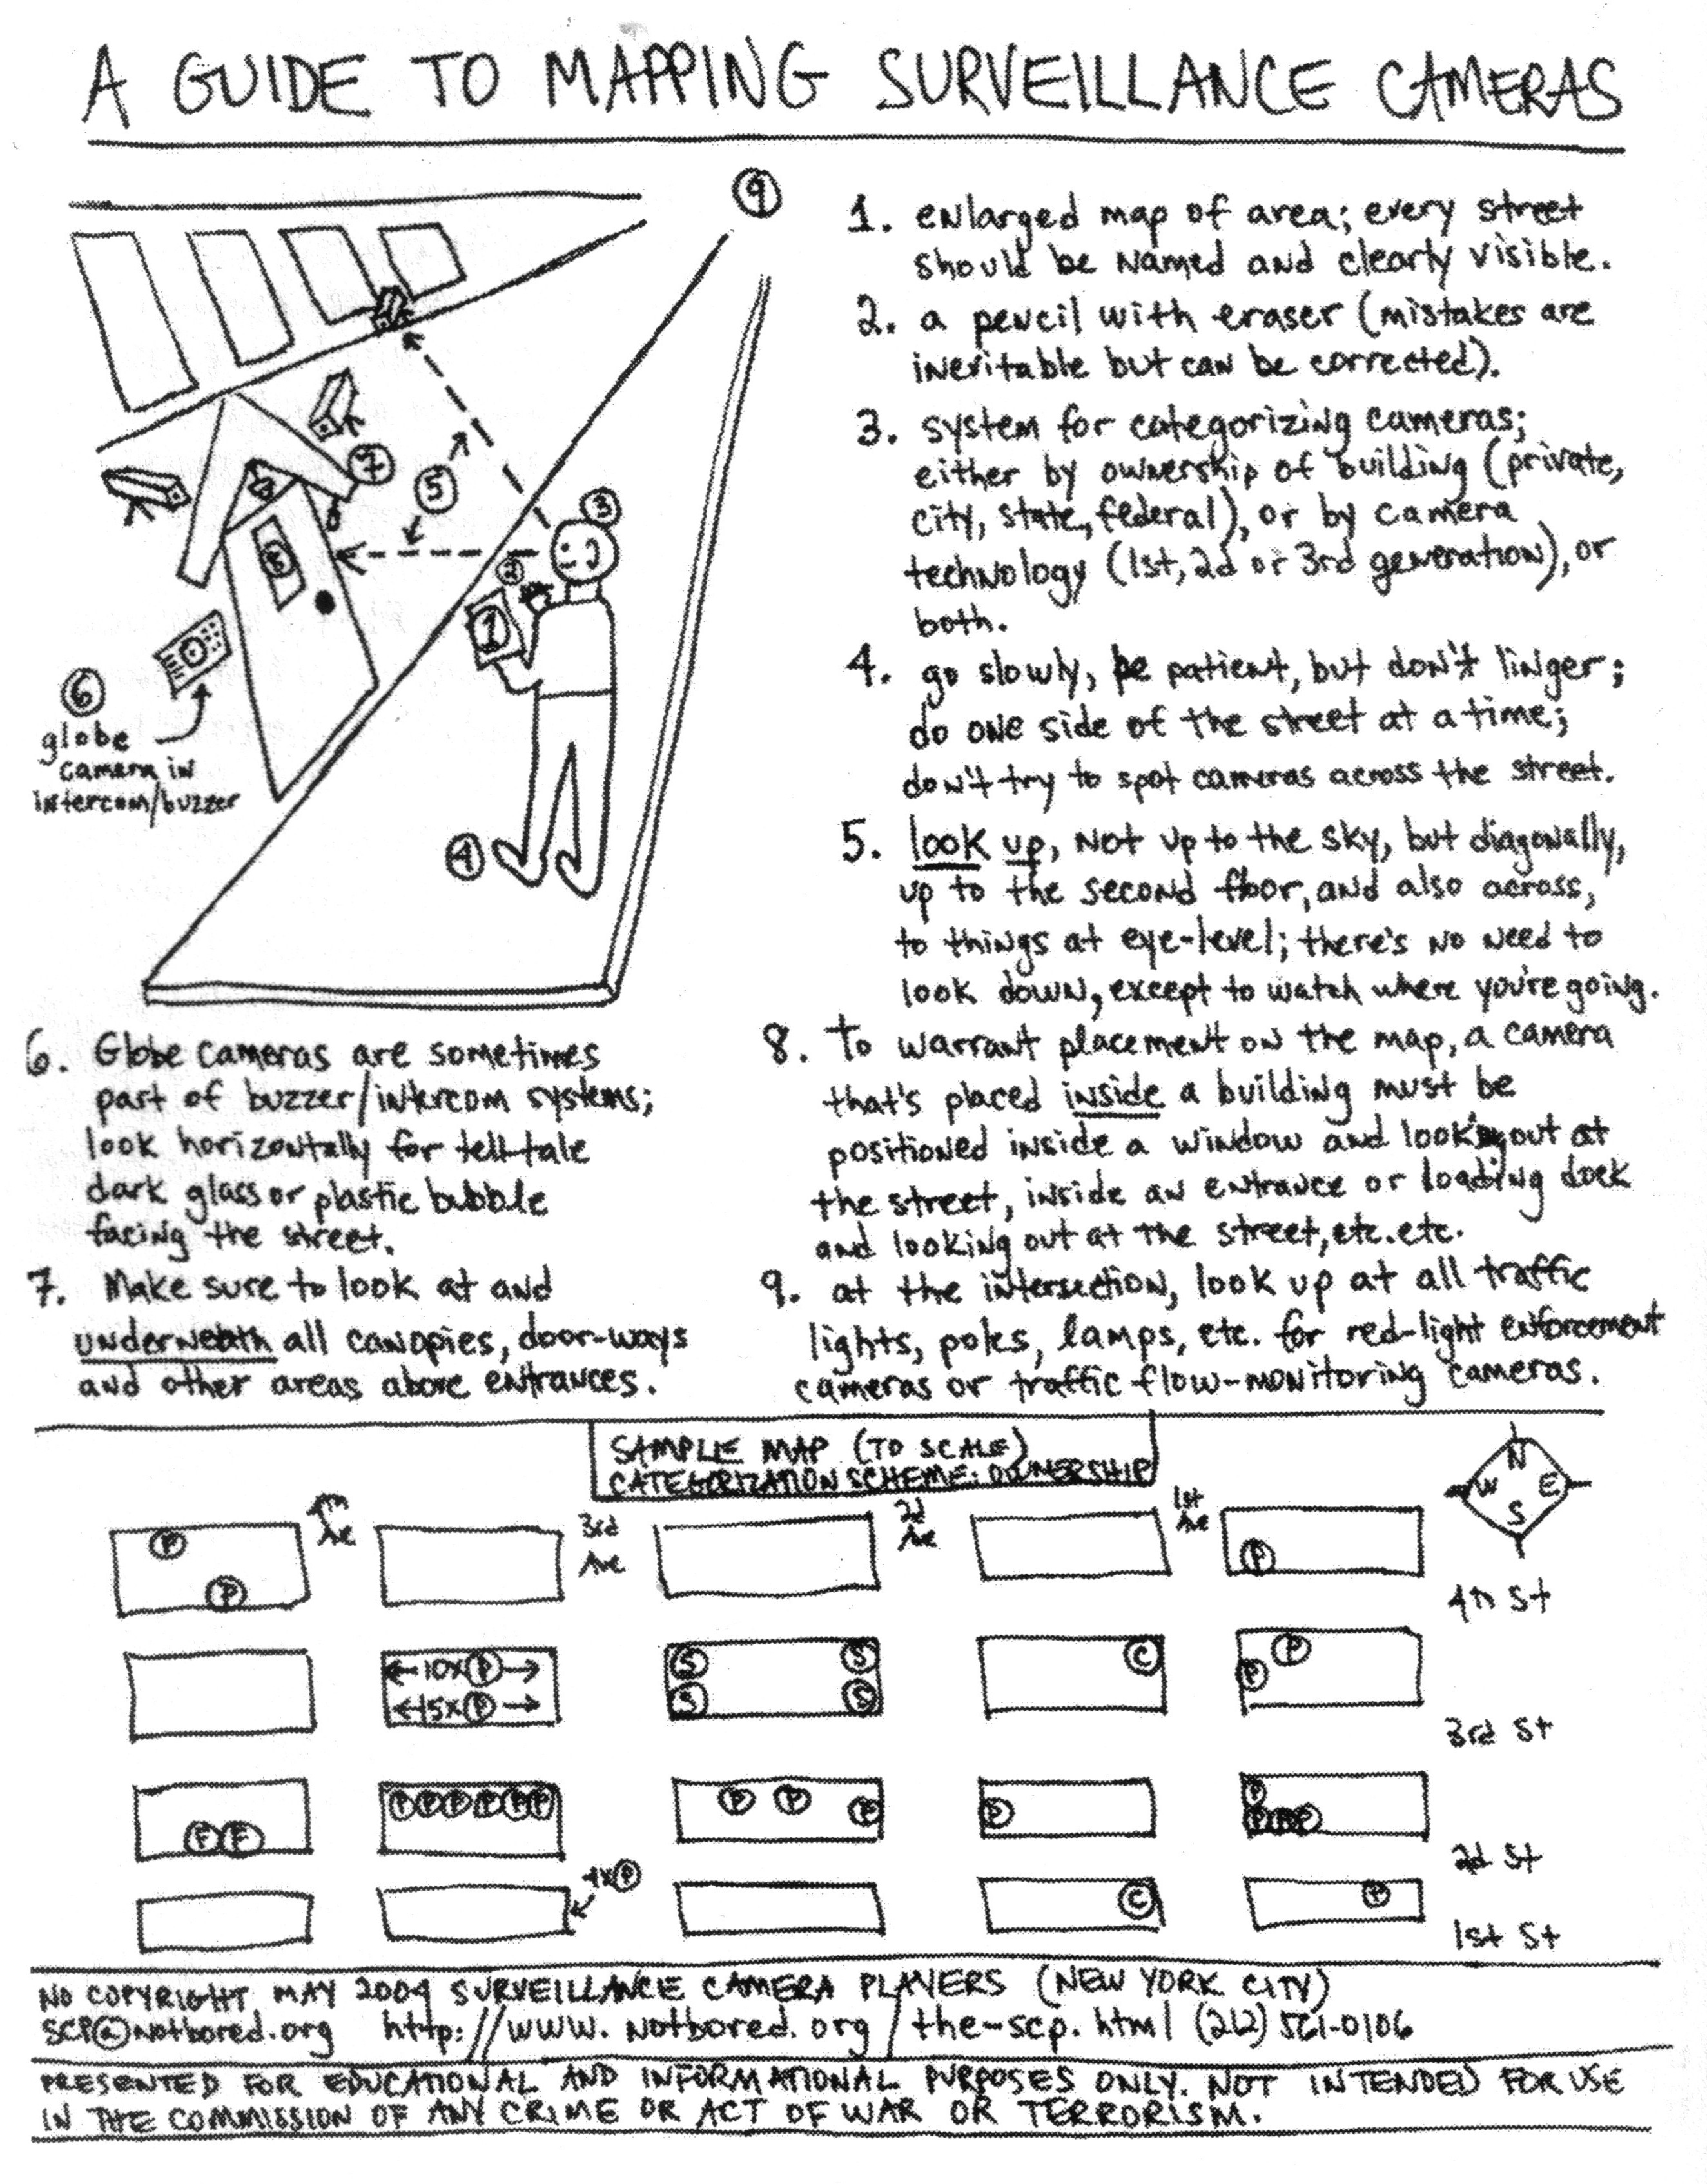 A GUIDE TO MAPPING SURVEILLANCE CAMERAS
9
7
5
3
2
1
8
6
globe
camera in
intercom/buzzer
4
1. enlarged map of area; every street
should be named and clearly visible.
2. a pencil with eraser (mistakes are
inevitable but can be corrected).
3. system for categorizing cameras;
either by ownership of building (private,
city, state, federal), or by camera
technology (1st, 2d or 3rd generation), or
both.
4. go slowly, be patient, but don't linger;
do one side of the street at a time;
don't try to spot cameras across the street.
5. look up, not up to the sky, but diagonally,
up to the second floor, and also across,
to things at eye-level; there's no need to
look down, except to watch where you're going.
6. Globe cameras are sometimes
part of buzzer/intercom systems;
look horizontally for tell-tale
dark glass or plastic bubble
facing the street.
7. Make sure to look at and
underneath all canopies, door-ways
and other areas above entrances.
8. To warrant placement on the map, a camera
that's placed inside a building must be
positioned inside a window and looking out at
the street, inside an entrance or loading dock
and looking out at the street, etc. etc.
9. at the intersection, look up at all traffic
lights, poles, lamps, etc. for red-light enforcement
cameras or traffic flow-monitoring cameras.
SAMPLE MAP (TO SCALE)
CATEGORIZATION SCHEME: OWNERSHIP
N
W E
S
Ave
3rd
Ave
2d
Ave
1st
Ave
P
P
P
4th St
10x P
15x P
S S
S S
C
P
P
3rd St
F F
P P P P P P
P P P
P
P
P P P P
2d St
4x P
C
P
1st St
NO COPYRIGHT MAY 2004 SURVEILLANCE CAMERA PLAYERS (NEW YORK CITY)
SCP@notbored.org http://www.notbored.org/the-scp.html (212) 561-0106
PRESENTED FOR EDUCATIONAL AND INFORMATIONAL PURPOSES ONLY. NOT INTENDED FOR USE
IN THE COMMISSION OF ANY CRIME OR ACT OF WAR OR TERRORISM.